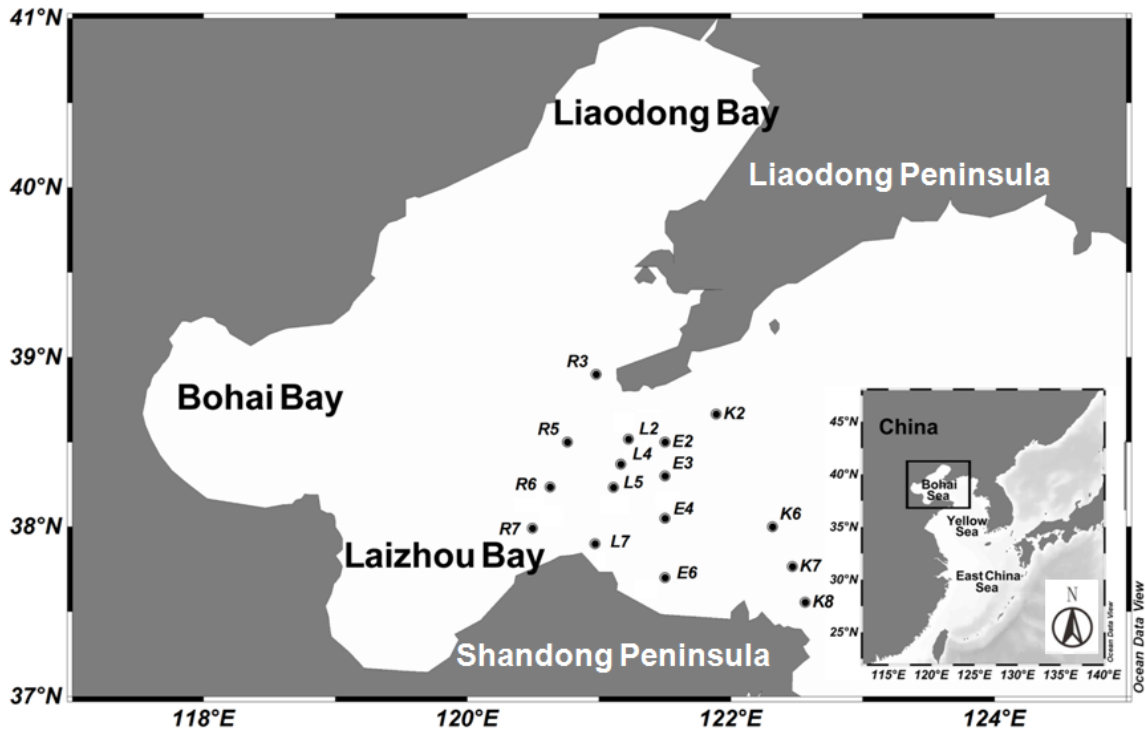 41°N
Liaodong Bay
40°N
Liaodong Peninsula
39°N
R3
Bohai Bay
K2
R5
L2
E2
L4
E3
R6
L5
E4
K6
38°N
R7
L7
Laizhou Bay
E6
K7
K8
Shandong Peninsula
37°N
118°E
120°E
122°E
124°E
45°N
China
40°N
Bohai
Sea
35°N
Yellow
Sea
30°N
East China
Sea
25°N
N
Ocean Data View
115°E 120°E 125°E 130°E 135°E 140°E
Ocean Data View